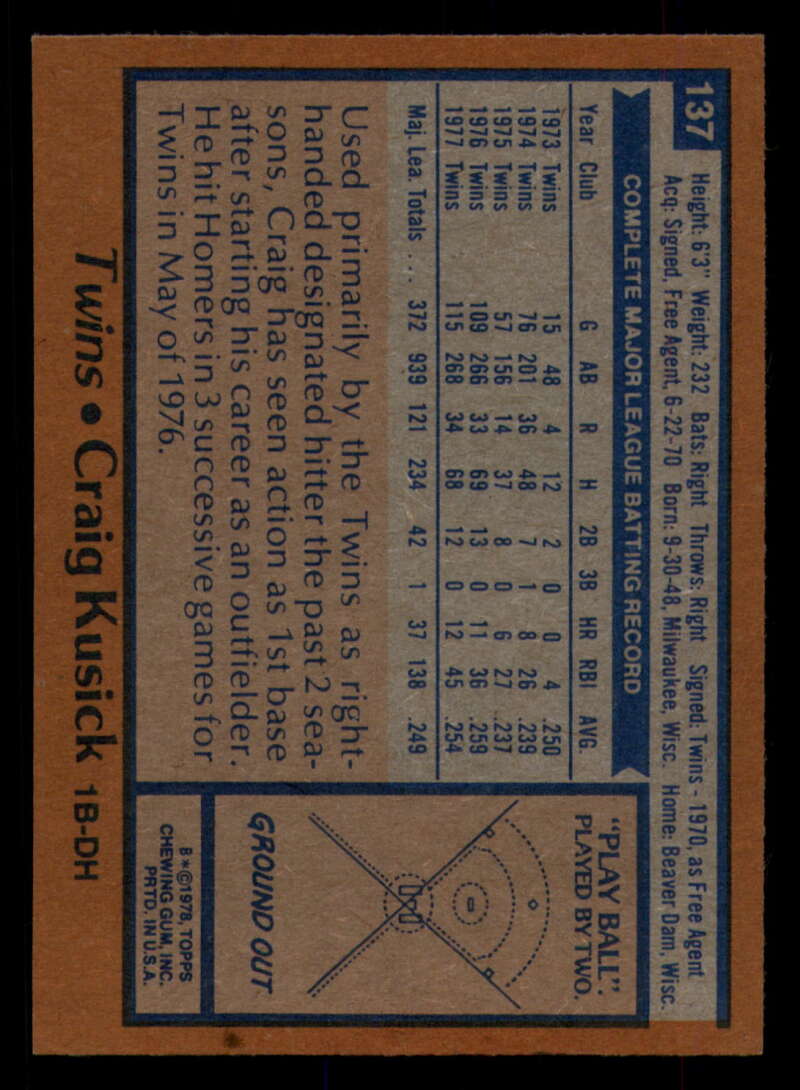 137
Height: 6'3" Weight: 232 Bats: Right Throws: Right Signed: Twins - 1970, as Free Agent
Acq: Signed, Free Agent, 6-22-70 Born: 9-30-48, Milwaukee, Wisc. Home: Beaver Dam, Wisc.
COMPLETE MAJOR LEAGUE BATTING RECORD
Year Club G AB R H 2B 3B HR RBI AVG.
1973 Twins 15 48 4 12 2 0 0 4 .250
1974 Twins 76 201 36 48 7 1 8 26 .239
1975 Twins 57 156 14 37 8 0 6 27 .237
1976 Twins 109 266 33 69 13 0 11 36 .259
1977 Twins 115 268 34 68 12 0 12 45 .254
Maj. Lea. Totals ... 372 939 121 234 42 1 37 138 .249
Used primarily by the Twins as right-
handed designated hitter the past 2 sea-
sons, Craig has seen action as 1st base
after starting his career as an outfielder.
He hit Homers in 3 successive games for
Twins in May of 1976.
"PLAY BALL".
PLAYED BY TWO.
GROUND OUT
B*©1978, TOPPS
CHEWING GUM, INC.
PRTD. IN U.S.A.
Twins • Craig Kusick 1B-DH